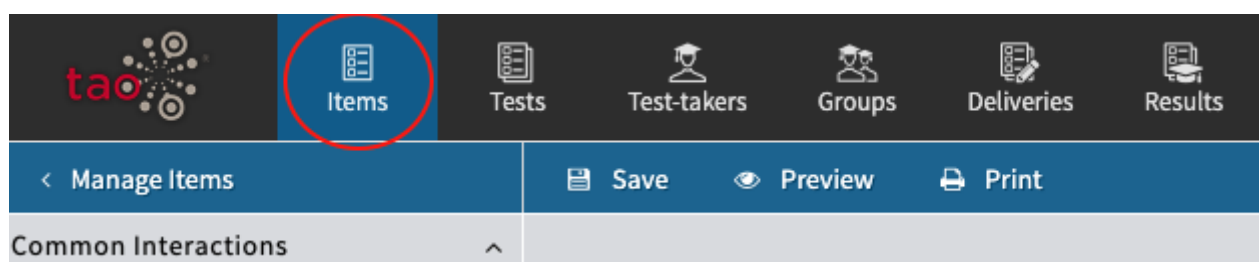 tao
Items
Tests
Test-takers
Groups
Deliveries
Results
< Manage Items
Save
Preview
Print
Common Interactions